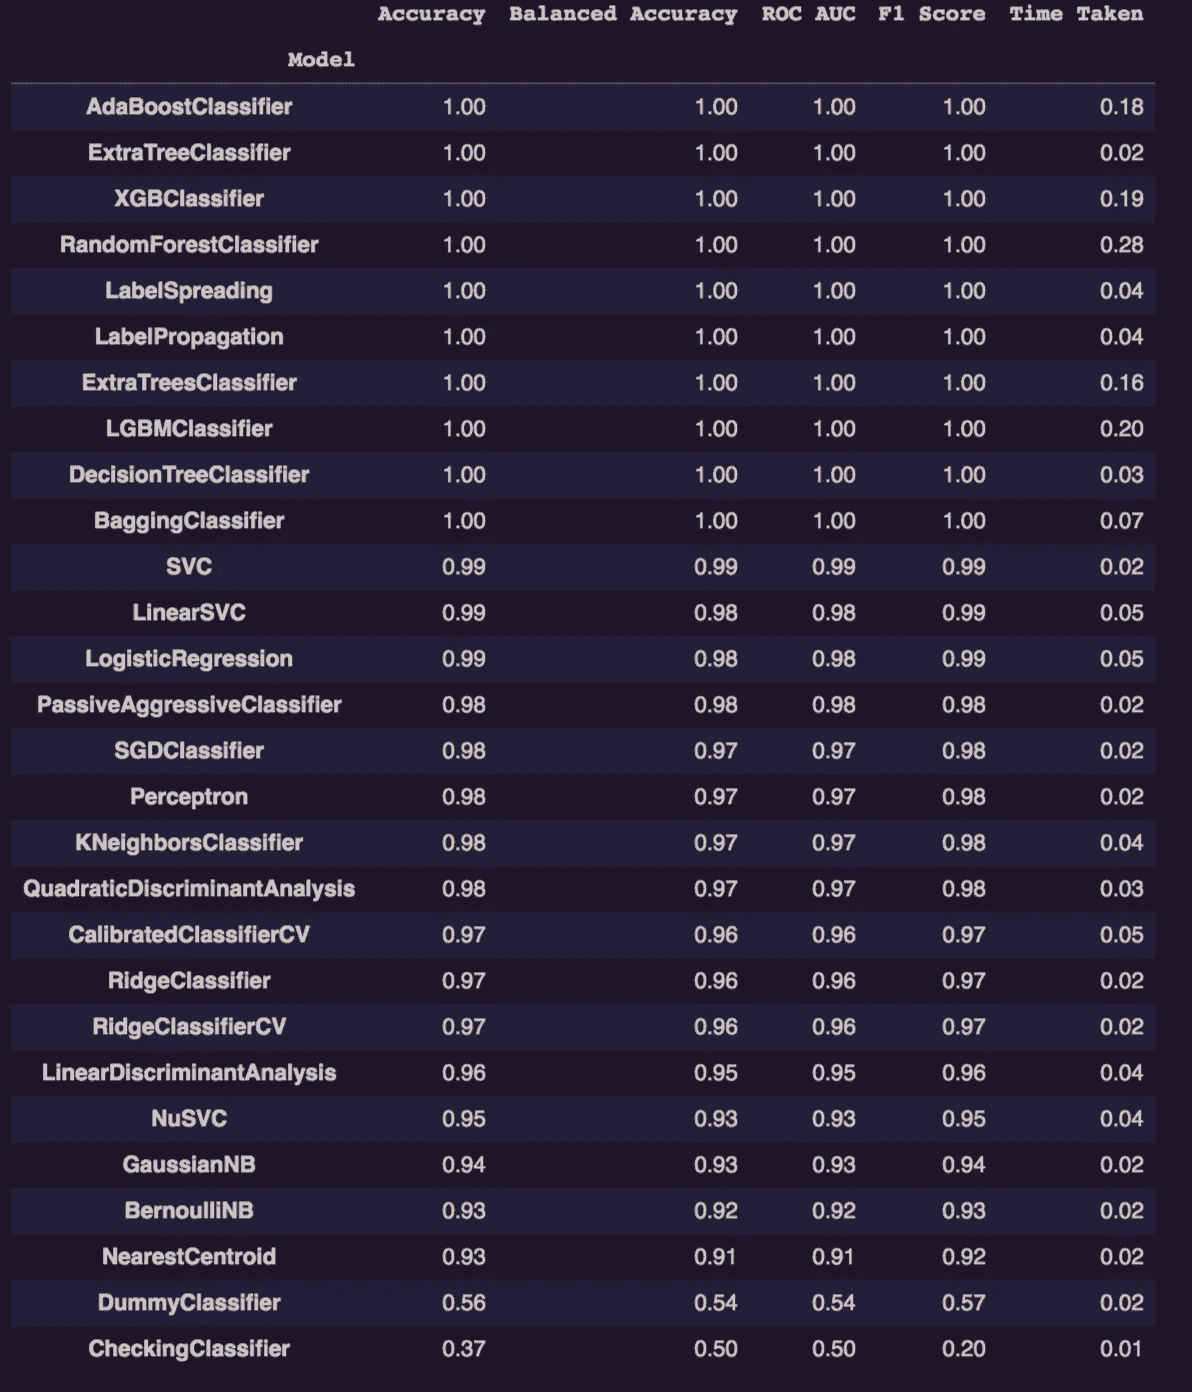 Accuracy Balanced Accuracy ROC AUC F1 Score Time Taken
Model
AdaBoostClassifier 1.00 1.00 1.00 1.00 0.18
ExtraTreeClassifier 1.00 1.00 1.00 1.00 0.02
XGBClassifier 1.00 1.00 1.00 1.00 0.19
RandomForestClassifier 1.00 1.00 1.00 1.00 0.28
LabelSpreading 1.00 1.00 1.00 1.00 0.04
LabelPropagation 1.00 1.00 1.00 1.00 0.04
ExtraTreesClassifier 1.00 1.00 1.00 1.00 0.16
LGBMClassifier 1.00 1.00 1.00 1.00 0.20
DecisionTreeClassifier 1.00 1.00 1.00 1.00 0.03
BaggingClassifier 1.00 1.00 1.00 1.00 0.07
SVC 0.99 0.99 0.99 0.99 0.02
LinearSVC 0.99 0.98 0.98 0.99 0.05
LogisticRegression 0.99 0.98 0.98 0.99 0.05
PassiveAggressiveClassifier 0.98 0.98 0.98 0.98 0.02
SGDClassifier 0.98 0.97 0.97 0.98 0.02
Perceptron 0.98 0.97 0.97 0.98 0.02
KNeighborsClassifier 0.98 0.97 0.97 0.98 0.04
QuadraticDiscriminantAnalysis 0.98 0.97 0.97 0.98 0.03
CalibratedClassifierCV 0.97 0.96 0.96 0.97 0.05
RidgeClassifier 0.97 0.96 0.96 0.97 0.02
RidgeClassifierCV 0.97 0.96 0.96 0.97 0.02
LinearDiscriminantAnalysis 0.96 0.95 0.95 0.96 0.04
NuSVC 0.95 0.93 0.93 0.95 0.04
GaussianNB 0.94 0.93 0.93 0.94 0.02
BernoulliNB 0.93 0.92 0.92 0.93 0.02
NearestCentroid 0.93 0.91 0.91 0.92 0.02
DummyClassifier 0.56 0.54 0.54 0.57 0.02
CheckingClassifier 0.37 0.50 0.50 0.20 0.01